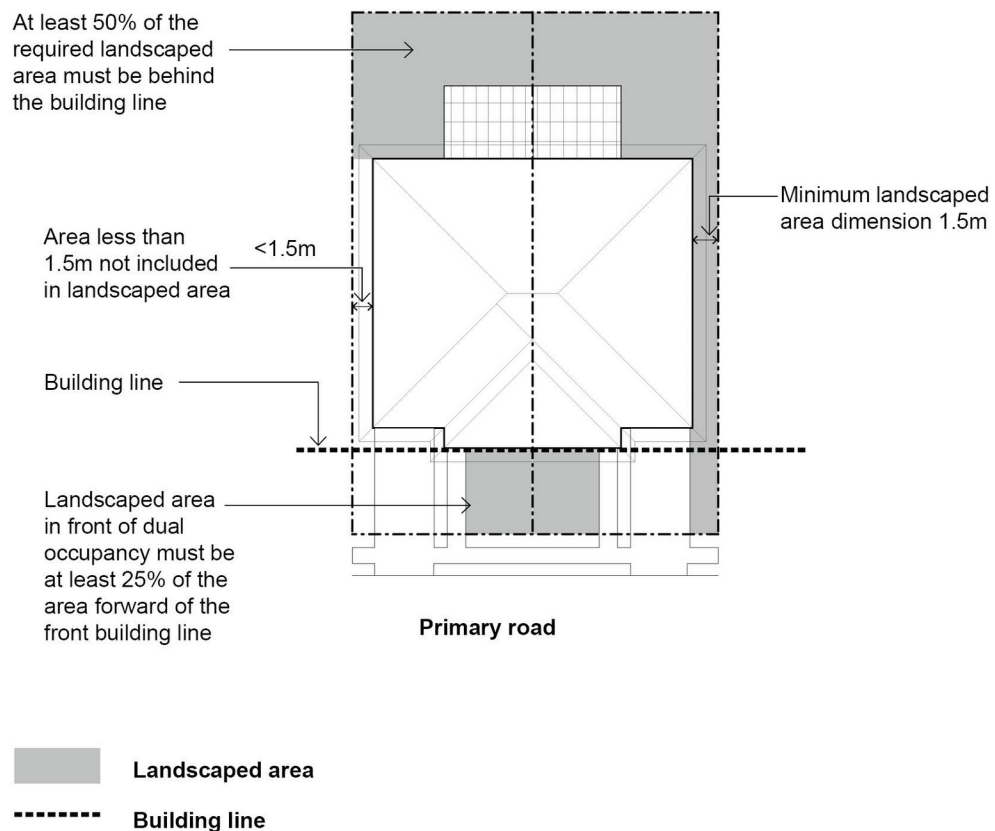 At least 50% of the
required landscaped
area must be behind
the building line
Minimum landscaped
area dimension 1.5m
Area less than
1.5m not included
in landscaped area
<1.5m
Building line
Landscaped area
in front of dual
occupancy must be
at least 25% of the
area forward of the
front building line
Primary road
Landscaped area
Building line